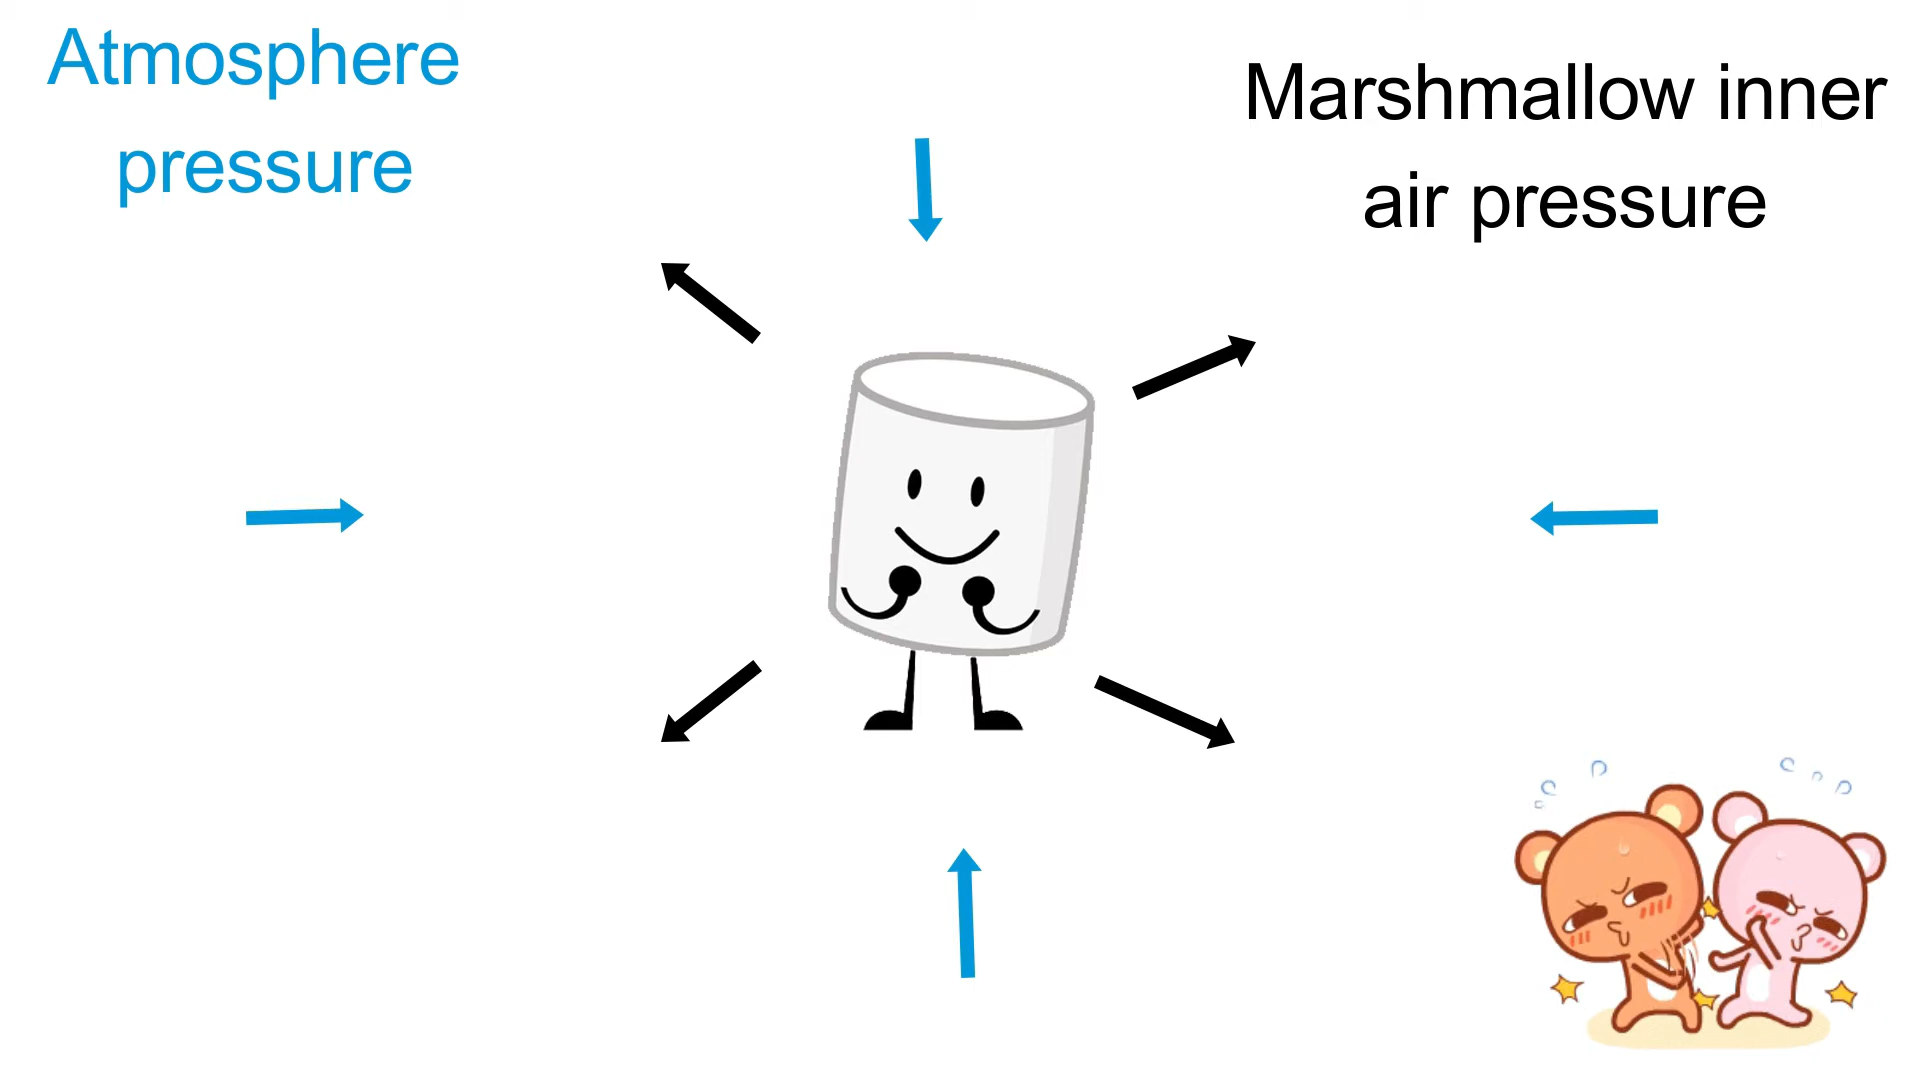 Atmosphere
pressure
Marshmallow inner
air pressure